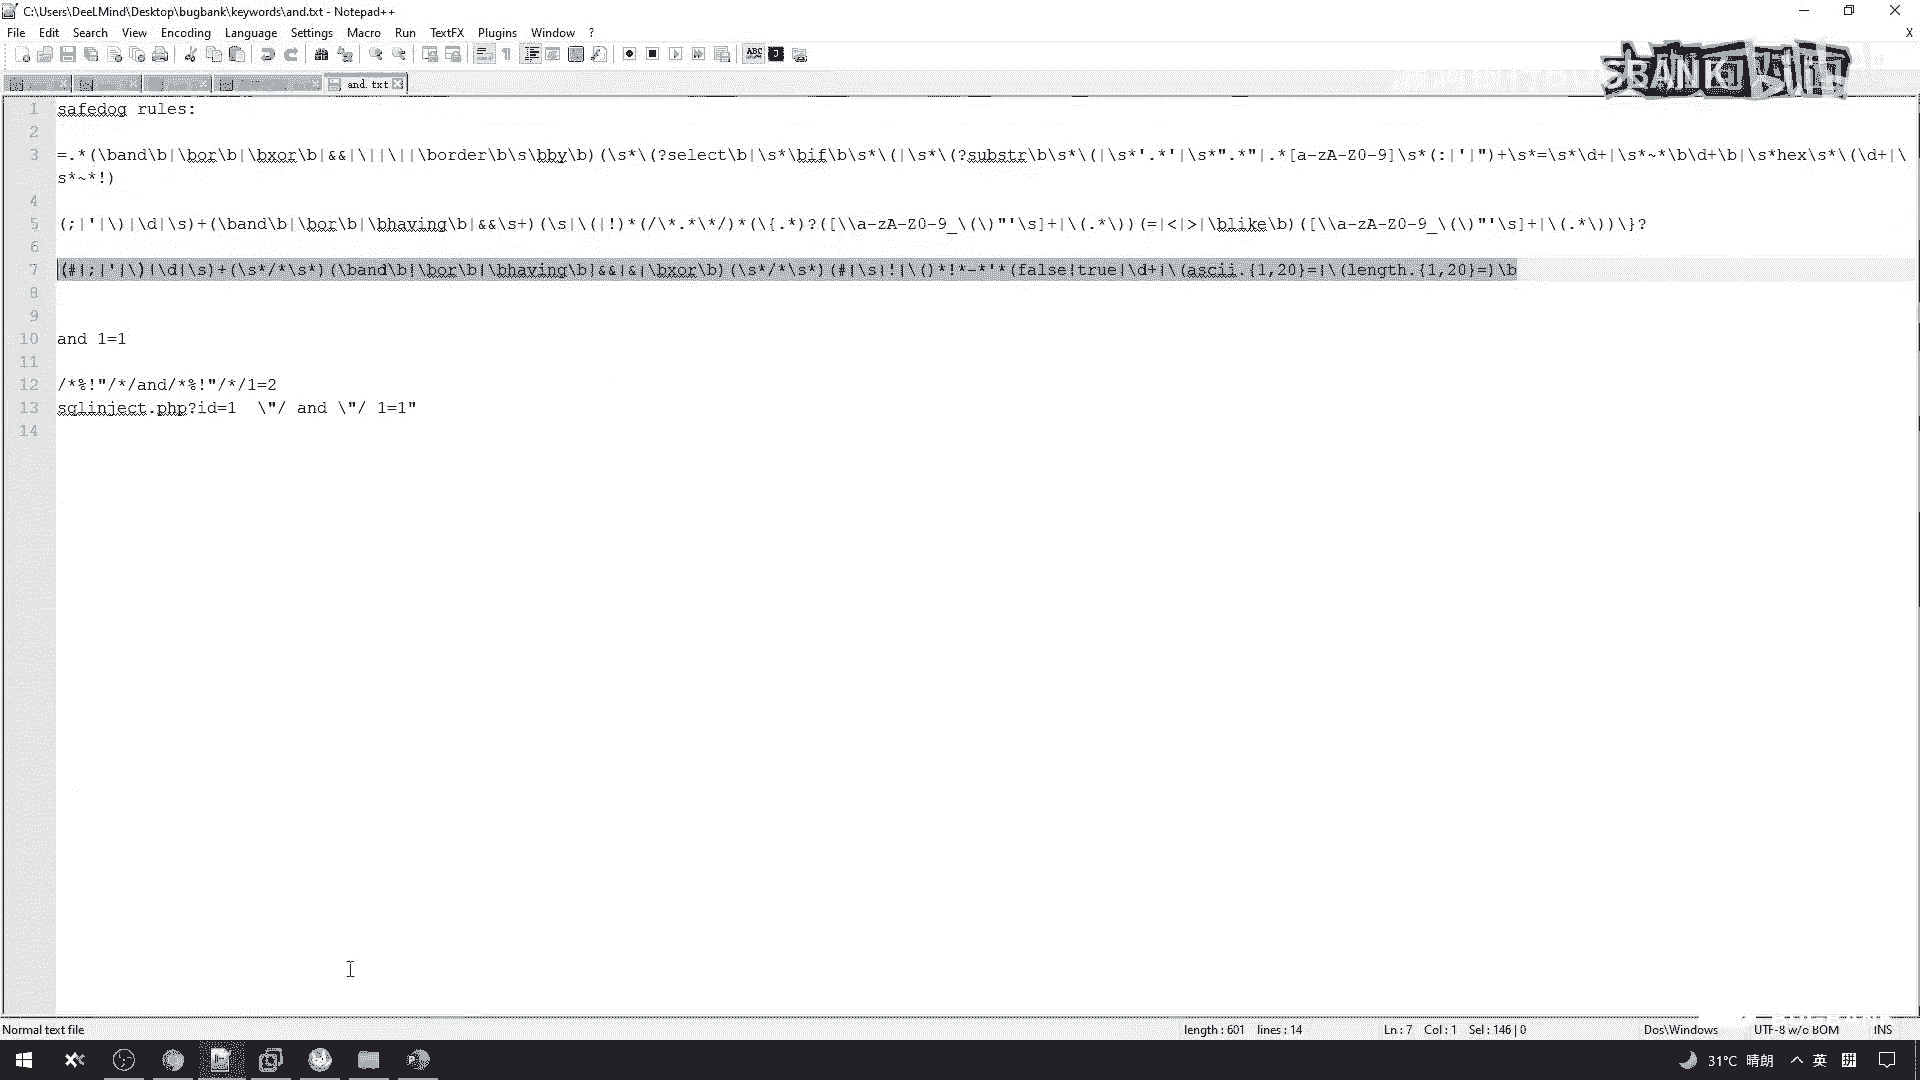 C:\Users\DeeLMind\Desktop\bugbank\keywords\and.txt - Notepad++
File Edit Search View Encoding Language Settings Macro Run TextFX Plugins Window ?
X
and.txt
1 safedog rules:
2
3 =.*(\band\b|\bor\b|\bxor\b|&&|\||\||\border\b\s\bby\b)(\s*\(?select\b|\s*\bif\b\s*\(|\s*\(?substr\b\s*\(|\s*'.*'|\s*".*"|.*[a-zA-Z0-9]\s*(:|'|")+\s*=\s*\d+|\s*~*\b\d+\b|\s*hex\s*\(\d+|\
s*~*!)
4
5 (;|'|\)|\d|\s)+(\band\b|\bor\b|\bhaving\b|&&\s+)(\s|\(|!)*(/\*.*\*/)*(\{.*)?([\\a-zA-Z0-9_\(\)"'\s]+|\(.*\))(=|<|>|\blike\b)([\\a-zA-Z0-9_\(\)"'\s]+|\(.*\))\}?
6
7 (#|;|'|\)|\d|\s)+(\s*/*\s*)(\band\b|\bor\b|\bhaving\b|&&|&|\bxor\b)(\s*/*\s*)(#|\s|!|\()*!*-*'*(false|true|\d+|\(ascii.{1,20}=|\(length.{1,20}=)\b
8
9
10 and 1=1
11
12 /*%!"/*/and/*%!"/*/1=2
13 sqlinject.php?id=1  \"/ and \"/ 1=1"
14
Normal text file
length : 601 lines : 14
Ln : 7 Col : 1 Sel : 146 | 0
Dos\Windows
UTF-8 w/o BOM
INS
31°C 晴朗
英
拼